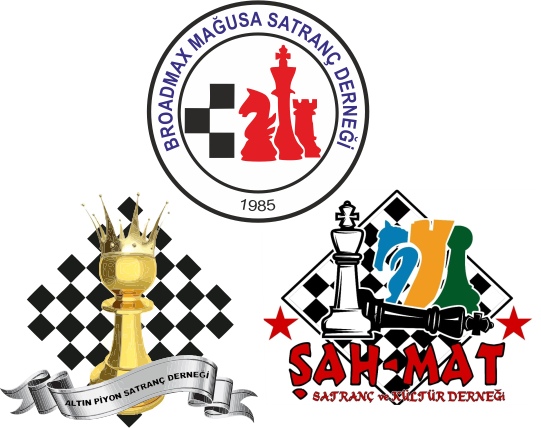 BROADMAX MAĞUSA SATRANÇ DERNEĞİ
1985
ALTIN PİYON SATRANÇ DERNEĞİ
ŞAH-MAT
SATRANÇ ve KÜLTÜR DERNEĞİ